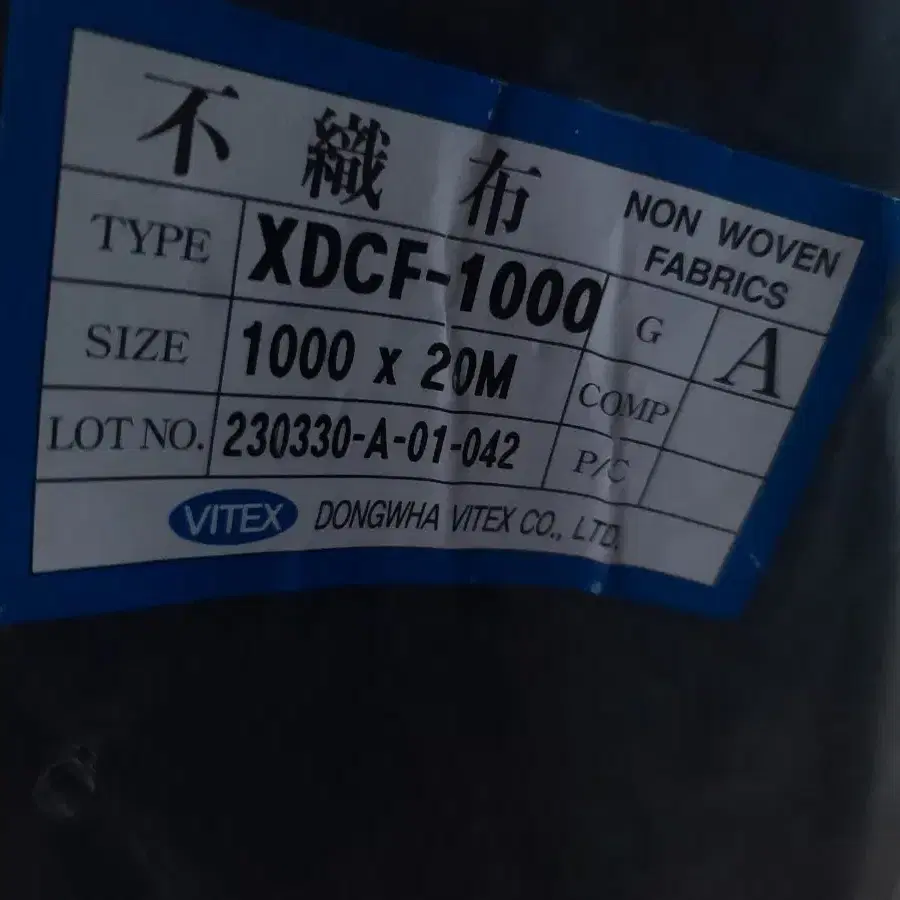 不 織 布
NON WOVEN
FABRICS
TYPE XDCF-1000 G A
SIZE 1000 x 20M COMP
LOT NO. 230330-A-01-042 P/C
VITEX DONGWHA VITEX CO., LTD.